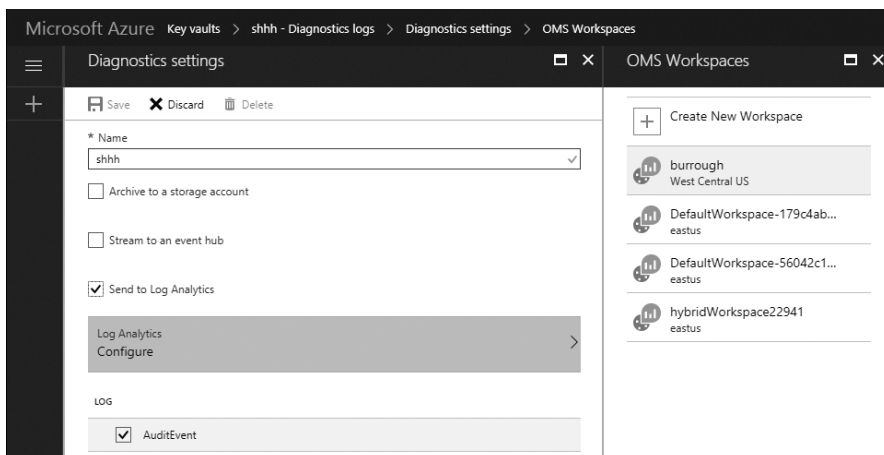 Microsoft Azure Key vaults > shhh - Diagnostics logs > Diagnostics settings > OMS Workspaces
Diagnostics settings
Save Discard Delete
* Name
shhh
Archive to a storage account
Stream to an event hub
Send to Log Analytics
Log Analytics
Configure
LOG
AuditEvent
OMS Workspaces
Create New Workspace
burrough
West Central US
DefaultWorkspace-179c4ab...
eastus
DefaultWorkspace-56042c1...
eastus
hybridWorkspace22941
eastus